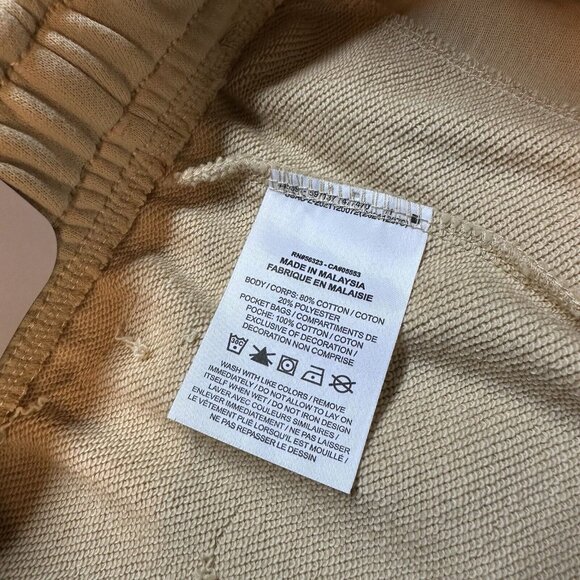 RN#56323 - CA#05553
MADE IN MALAYSIA
FABRIQUE EN MALAISIE
BODY / CORPS: 80% COTTON / COTON
20% POLYESTER
POCKET BAGS / COMPARTIMENTS DE
POCHE: 100% COTTON / COTON
EXCLUSIVE OF DECORATION /
DECORATION NON COMPRISE
WASH WITH LIKE COLORS / REMOVE
IMMEDIATELY / DO NOT ALLOW TO LAY ON
ITSELF WHEN WET / DO NOT IRON DESIGN
LAVER AVEC COULEURS SIMILAIRES /
ENLEVER IMMEDIATEMENT / NE PAS LAISSER
LE VÊTEMENT PLIÉ LORSQU'IL EST MOUILLÉ /
NE PAS REPASSER LE DESSIN